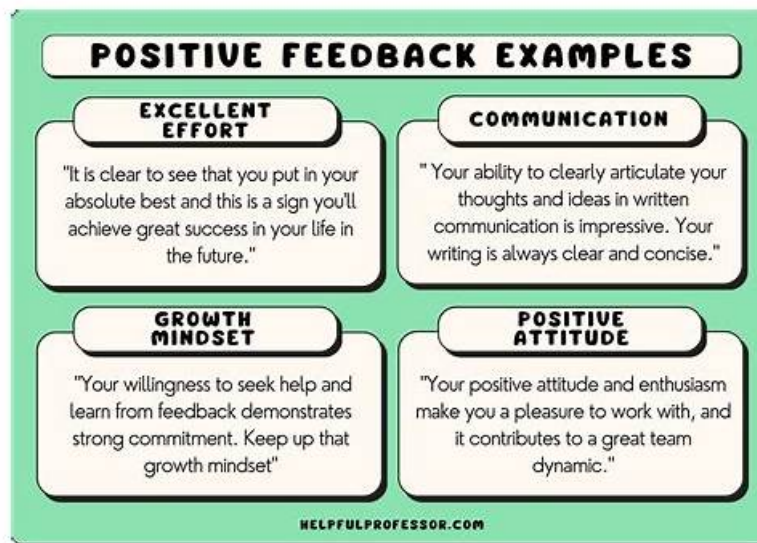 POSITIVE FEEDBACK EXAMPLES
EXCELLENT
EFFORT
"It is clear to see that you put in your
absolute best and this is a sign you'll
achieve great success in your life in
the future."
COMMUNICATION
" Your ability to clearly articulate your
thoughts and ideas in written
communication is impressive. Your
writing is always clear and concise."
GROWTH
MINDSET
"Your willingness to seek help and
learn from feedback demonstrates
strong commitment. Keep up that
growth mindset"
POSITIVE
ATTITUDE
"Your positive attitude and enthusiasm
make you a pleasure to work with, and
it contributes to a great team
dynamic."
HELPFULPROFESSOR.COM